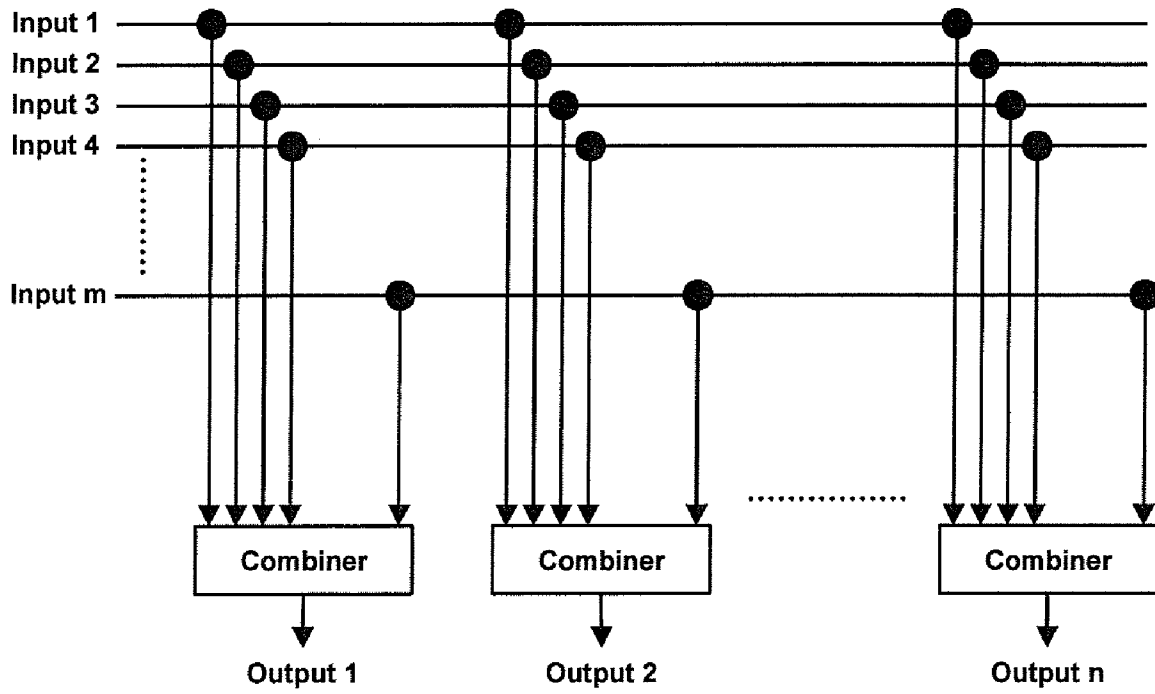 Input 1
Input 2
Input 3
Input 4
Input m
Combiner
Combiner
Combiner
Output 1
Output 2
Output n